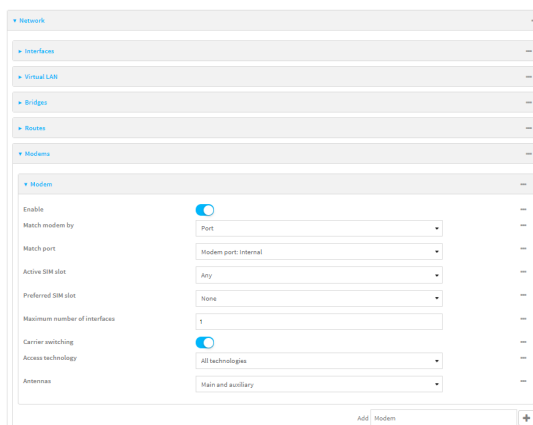 Network
Interfaces
Virtual LAN
Bridges
Routes
Modems
Modem
Enable
Match modem by Port
Match port Modem port: Internal
Active SIM slot Any
Preferred SIM slot None
Maximum number of interfaces 1
Carrier switching
Access technology All technologies
Antennas Main and auxiliary
Add Modem